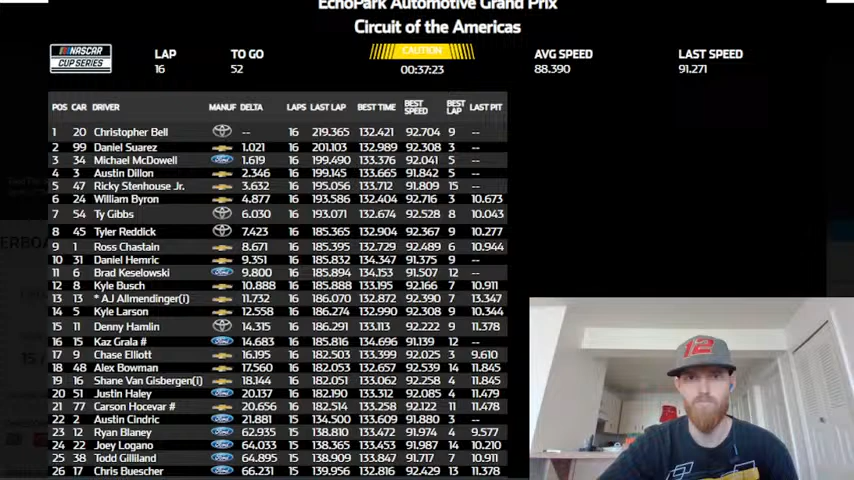 EchoPark Automotive Grand Prix
Circuit of the Americas
NASCAR CUP SERIES LAP TO GO CAUTION AVG SPEED LAST SPEED
16 52 00:37:23 88.390 91.271
POS CAR DRIVER MANUF DELTA LAPS LAST LAP BEST TIME BEST SPEED BEST LAP LAST PIT
1 20 Christopher Bell -- 16 219.365 132.421 92.704 9 --
2 99 Daniel Suarez 1.021 16 201.103 132.989 92.308 3 --
3 34 Michael McDowell Ford 1.619 16 199.490 133.376 92.041 5 --
4 3 Austin Dillon 2.346 16 199.145 133.665 91.842 5 --
5 47 Ricky Stenhouse Jr. 3.632 16 195.056 133.712 91.809 15 --
6 24 William Byron 4.877 16 193.586 132.404 92.716 3 10.673
7 54 Ty Gibbs 6.030 16 193.071 132.674 92.528 8 10.043
8 45 Tyler Reddick 7.423 16 185.365 132.904 92.367 9 10.277
9 1 Ross Chastain 8.671 16 185.395 132.729 92.489 6 10.944
10 31 Daniel Hemric 9.351 16 185.832 134.347 91.375 9 --
11 6 Brad Keselowski Ford 9.800 16 185.894 134.153 91.507 12 --
12 8 Kyle Busch 10.888 16 185.888 133.195 92.166 7 10.911
13 13 * AJ Allmendinger(i) 11.732 16 186.070 132.872 92.390 7 13.347
14 5 Kyle Larson 12.558 16 186.274 132.990 92.308 9 10.344
15 11 Denny Hamlin 14.315 16 186.291 133.113 92.222 9 11.378
16 15 Kaz Grala # Ford 14.683 16 185.816 134.696 91.139 12 --
17 9 Chase Elliott 16.195 16 182.503 133.399 92.025 3 9.610
18 48 Alex Bowman 17.560 16 182.053 132.657 92.539 14 11.845
19 16 Shane Van Gisbergen(i) 18.144 16 182.051 133.062 92.258 4 11.845
20 51 Justin Haley Ford 20.137 16 182.190 133.312 92.085 4 11.479
21 77 Carson Hocevar # 20.656 16 182.514 133.258 92.122 11 11.478
22 2 Austin Cindric Ford 21.881 15 134.500 133.609 91.880 3 --
23 12 Ryan Blaney Ford 62.935 15 138.810 133.472 91.974 4 9.577
24 22 Joey Logano Ford 64.033 15 138.365 133.453 91.987 14 10.210
25 38 Todd Gilliland Ford 64.895 15 138.909 133.847 91.717 7 10.911
26 17 Chris Buescher Ford 66.231 15 139.956 132.816 92.429 13 11.378
12